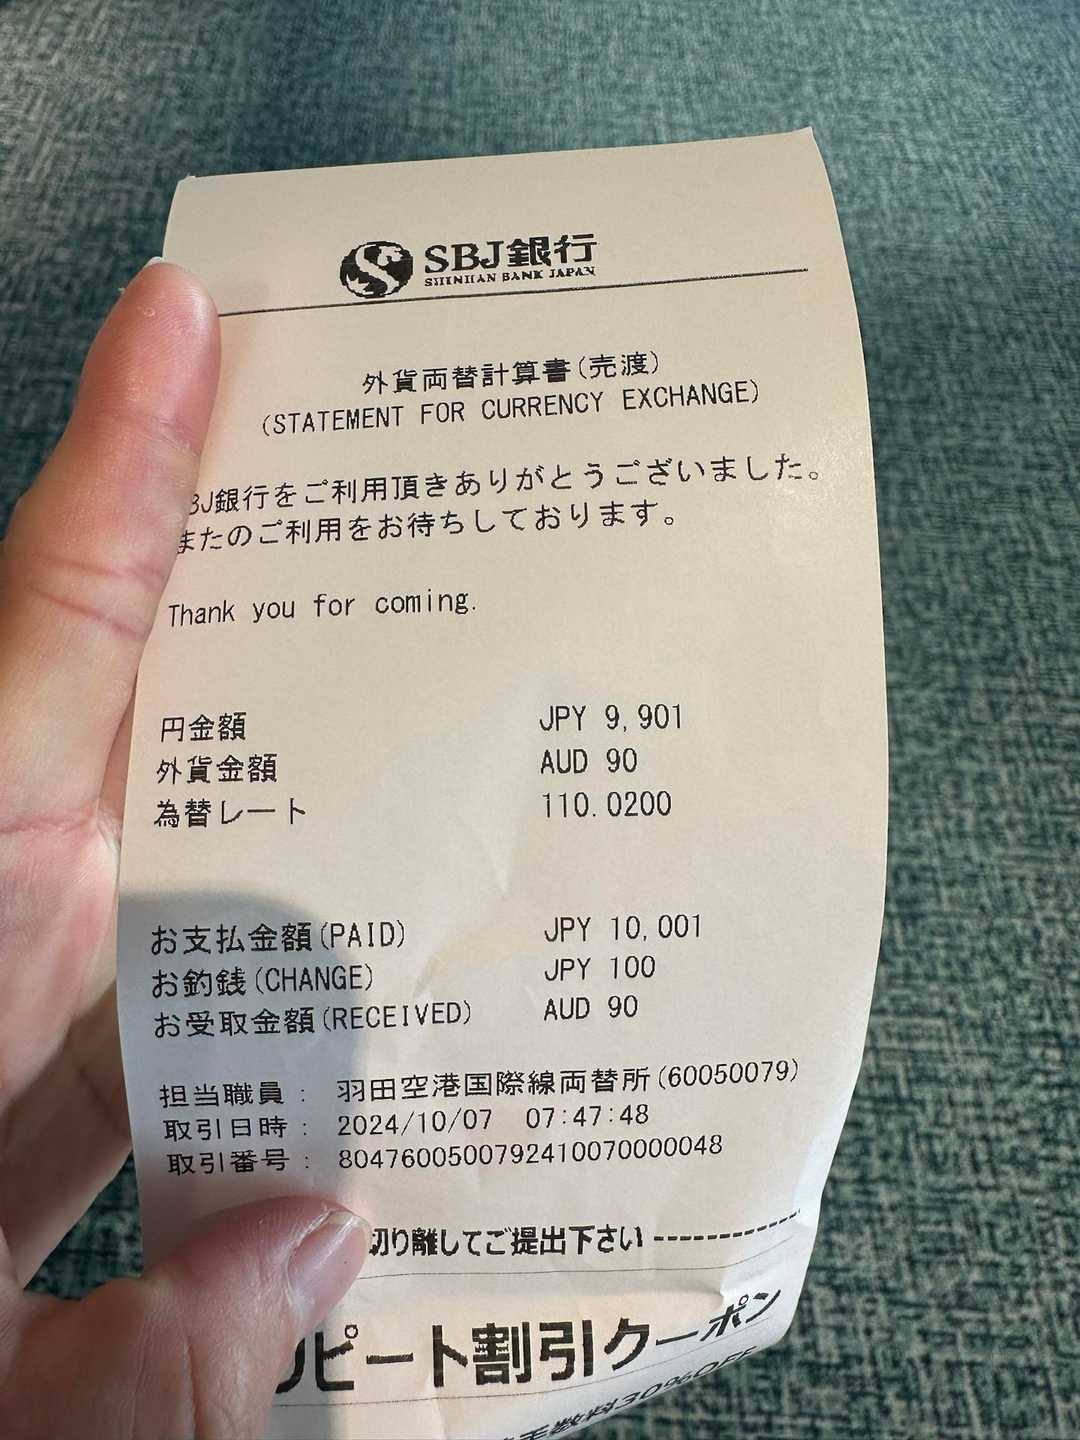 SBJ銀行
SHINHAN BANK JAPAN
外貨両替計算書(売渡)
(STATEMENT FOR CURRENCY EXCHANGE)
BJ銀行をご利用頂きありがとうございました。
またのご利用をお待ちしております。
Thank you for coming.
円金額 JPY 9,901
外貨金額 AUD 90
為替レート 110.0200
お支払金額(PAID) JPY 10,001
お釣銭(CHANGE) JPY 100
お受取金額(RECEIVED) AUD 90
担当職員 : 羽田空港国際線両替所(60050079)
取引日時 : 2024/10/07 07:47:48
取引番号 : 8047600500792410070000048
切り離してご提出下さい
リピート割引クーポン
手数料30%OFF